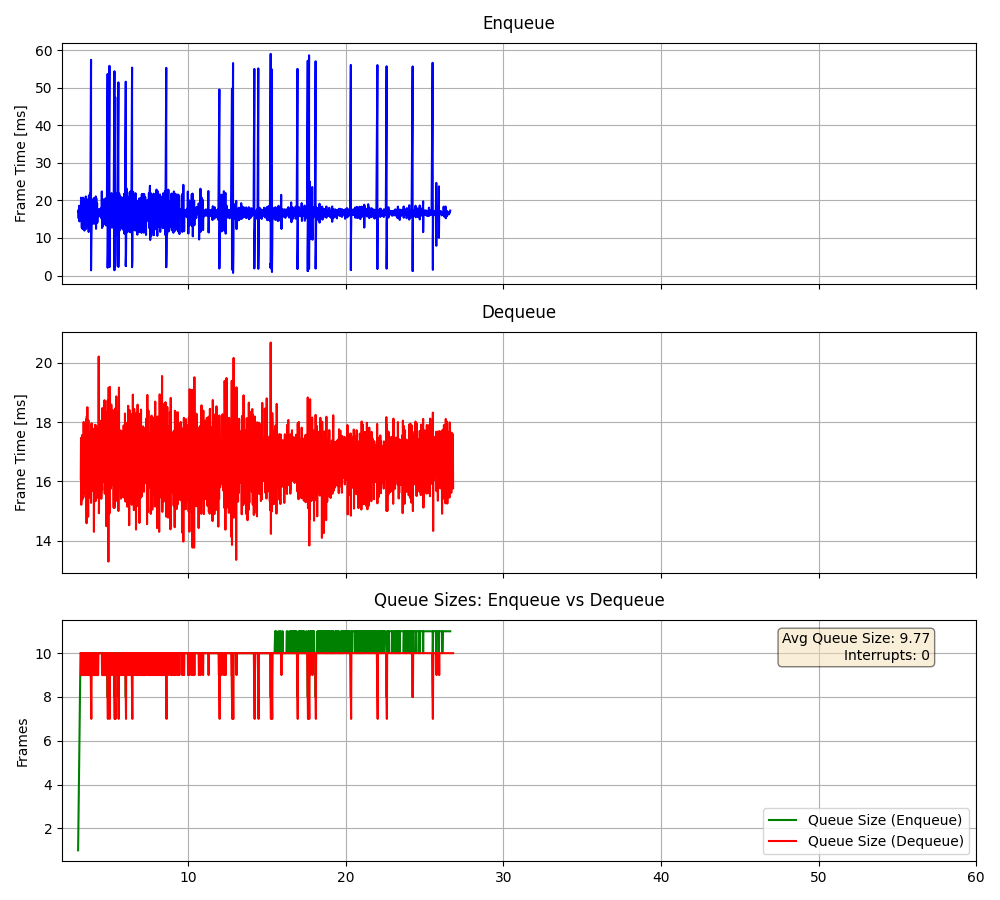 Enqueue
Frame Time [ms]
60
50
40
30
20
10
0
Dequeue
Frame Time [ms]
20
18
16
14
Queue Sizes: Enqueue vs Dequeue
Frames
10
8
6
4
2
Avg Queue Size: 9.77
Interrupts: 0
Queue Size (Enqueue)
Queue Size (Dequeue)
10 20 30 40 50 60